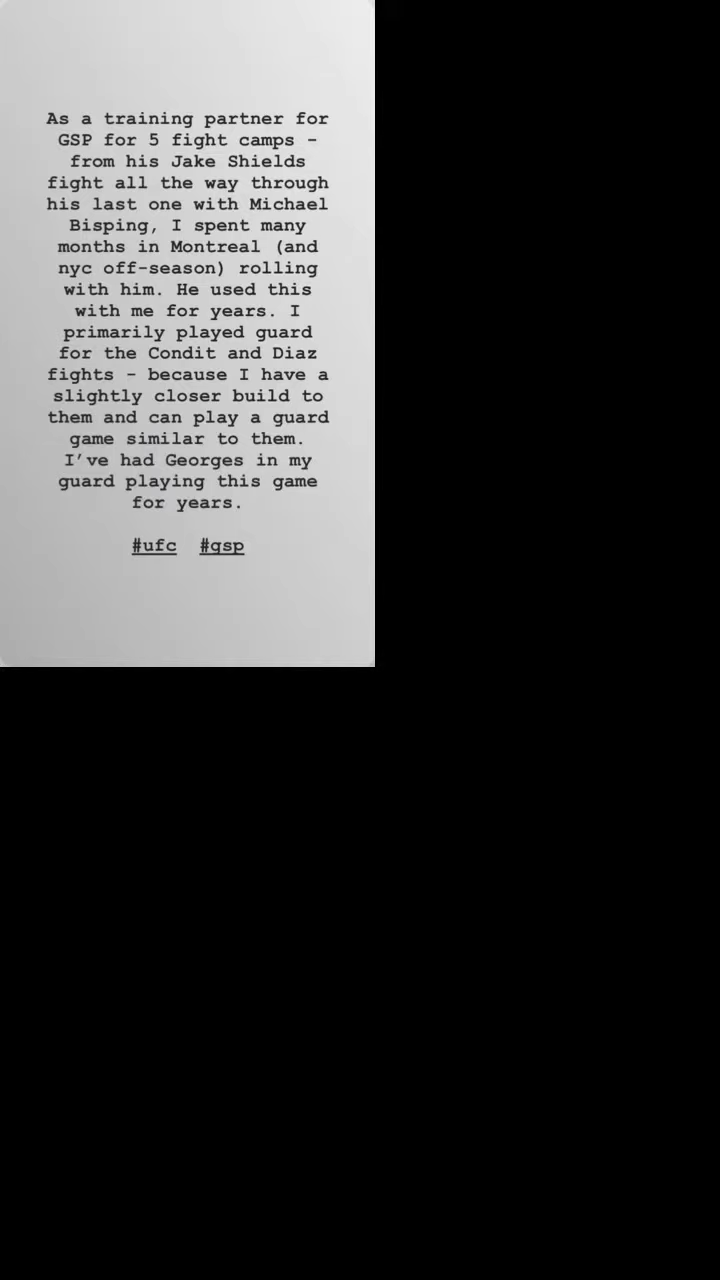 As a training partner for
GSP for 5 fight camps -
from his Jake Shields
fight all the way through
his last one with Michael
Bisping, I spent many
months in Montreal (and
nyc off-season) rolling
with him. He used this
with me for years. I
primarily played guard
for the Condit and Diaz
fights - because I have a
slightly closer build to
them and can play a guard
game similar to them.
I’ve had Georges in my
guard playing this game
for years.
#ufc #gsp